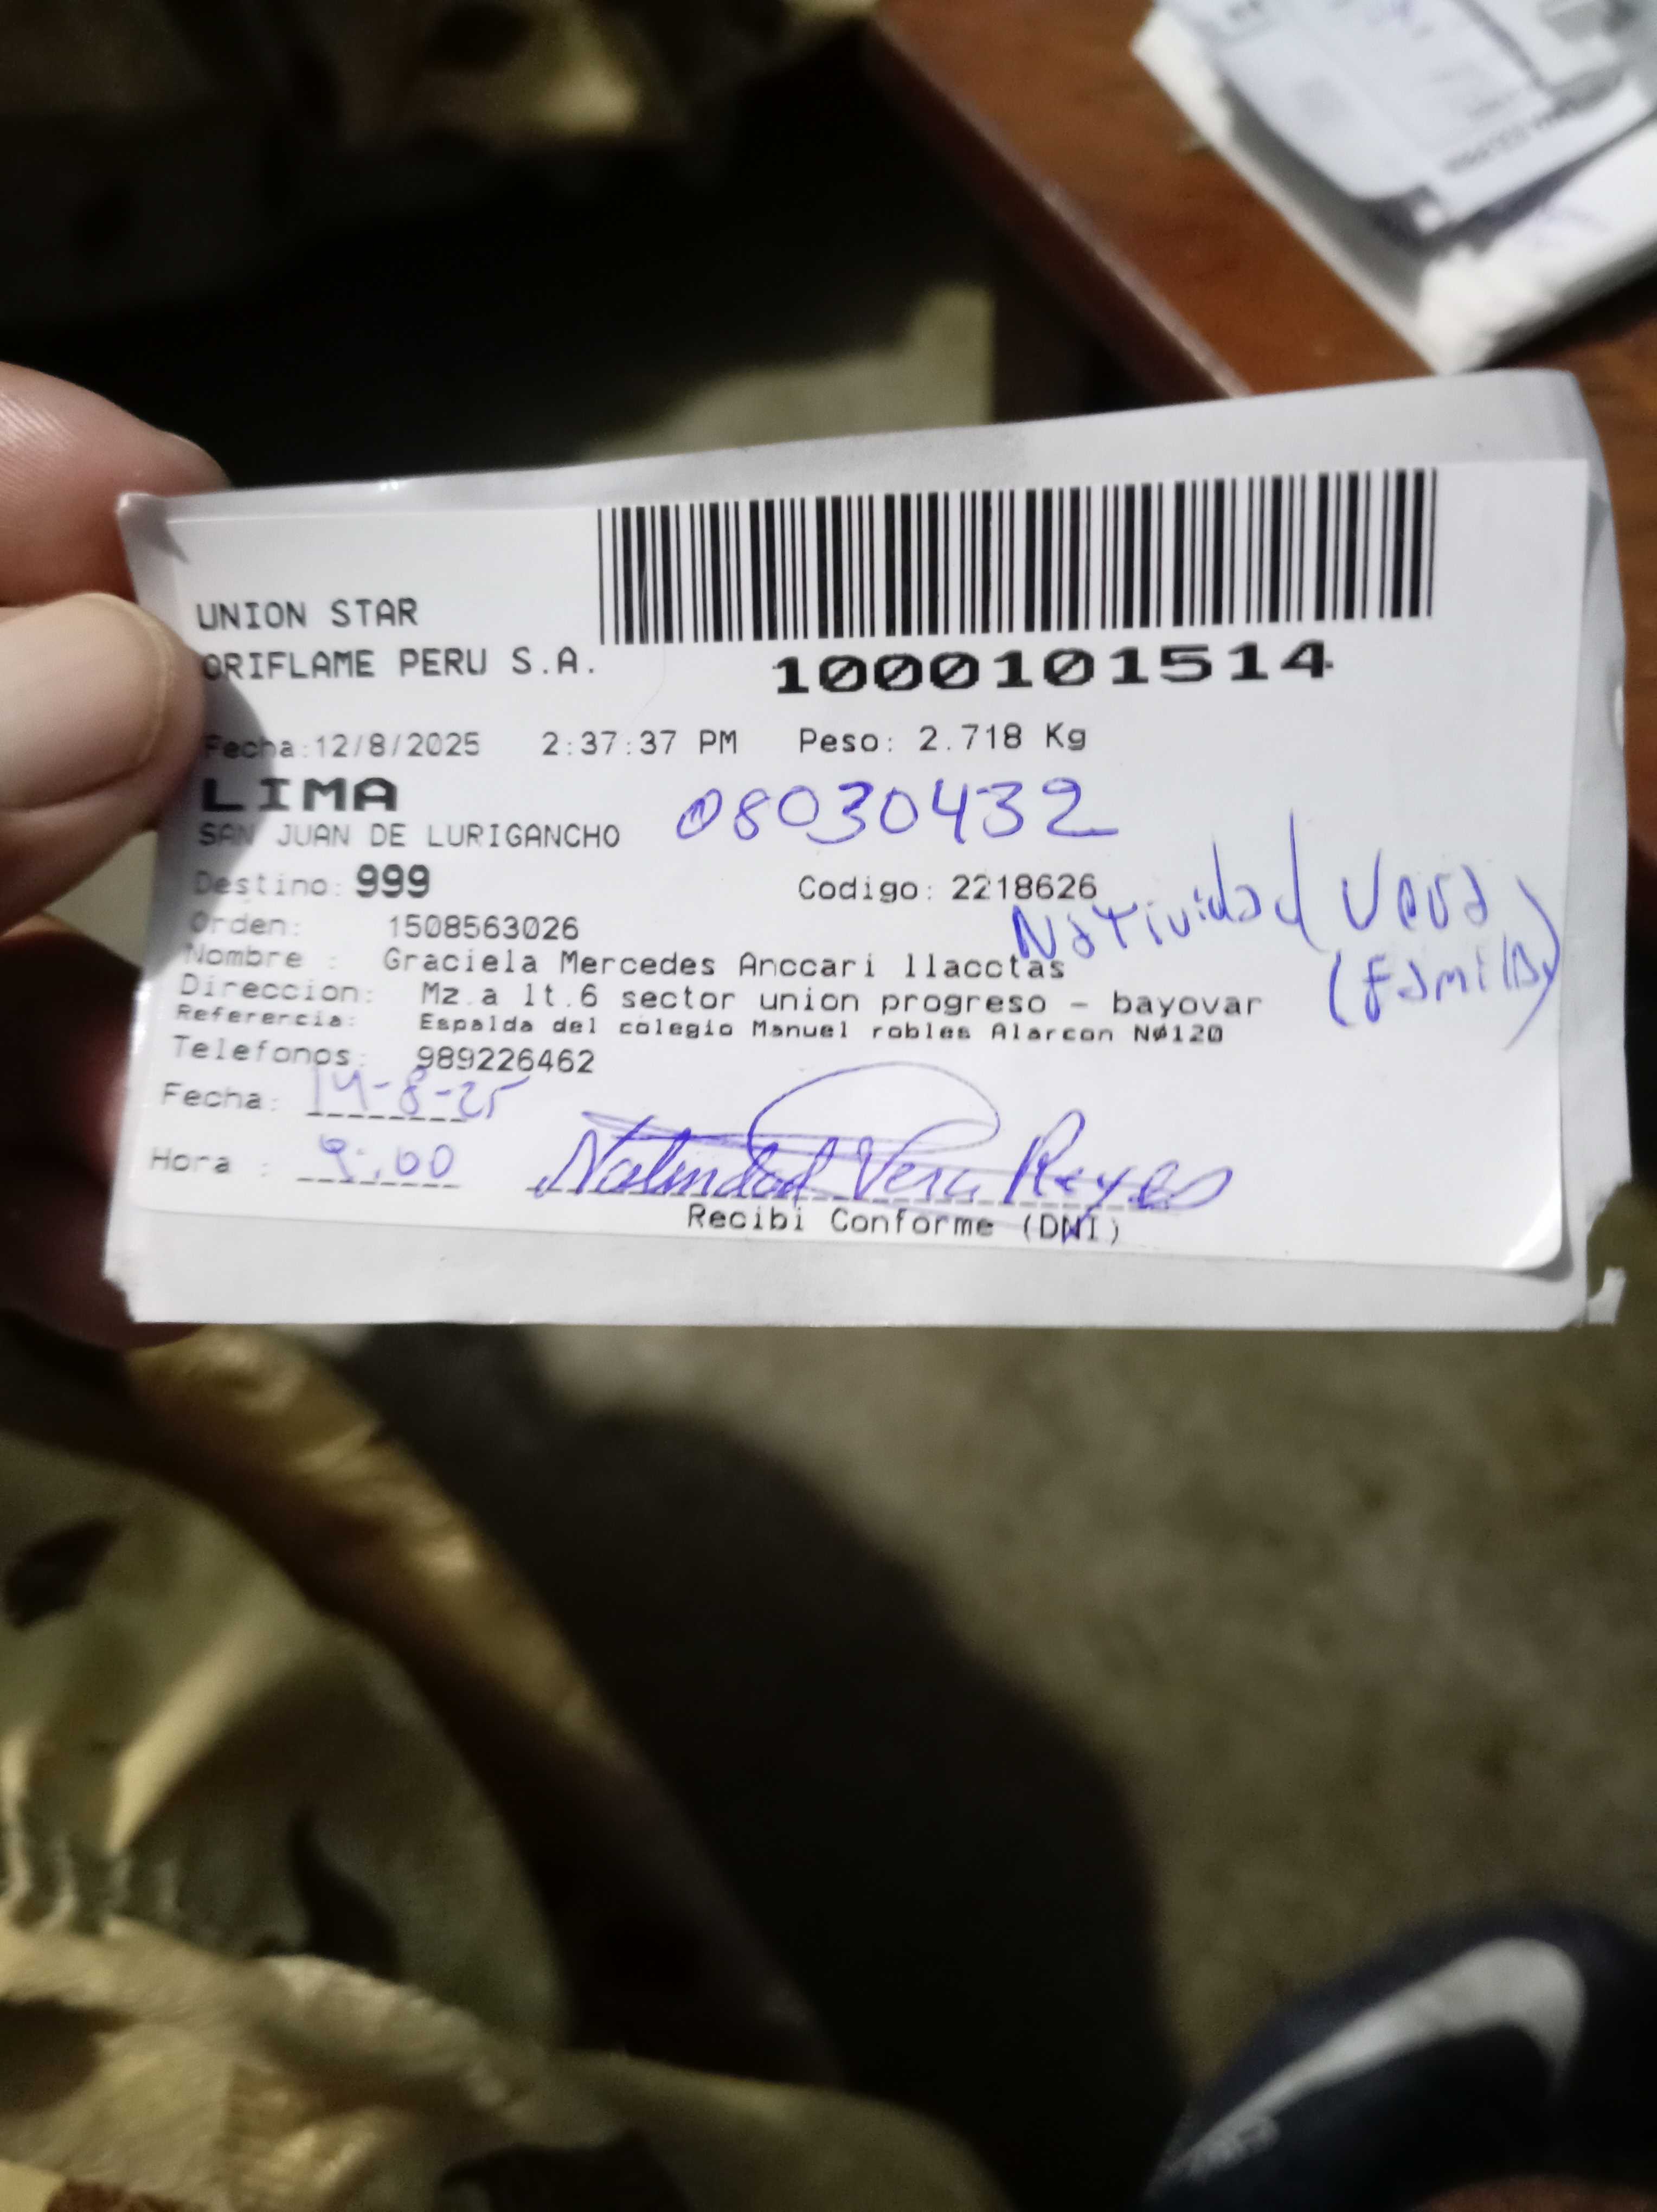 UNION STAR
ORIFLAME PERU S.A.
1000101514
Fecha:12/8/2025 2:37:37 PM Peso: 2.718 Kg
LIMA
08030432
SAN JUAN DE LURIGANCHO
Destino: 999 Codigo: 2218626
Natividad Vera
(Familia)
Orden: 1508563026
Nombre : Graciela Mercedes Anccari llacctas
Direccion: Mz.a lt.6 sector union progreso - bayovar
Referencia: Espalda del colegio Manuel robles Alarcon Nø120
Telefonos: 989226462
Fecha: 14-8-25
Hora : 9:00
Natividad Vera Reyes
Recibi Conforme (DNI)